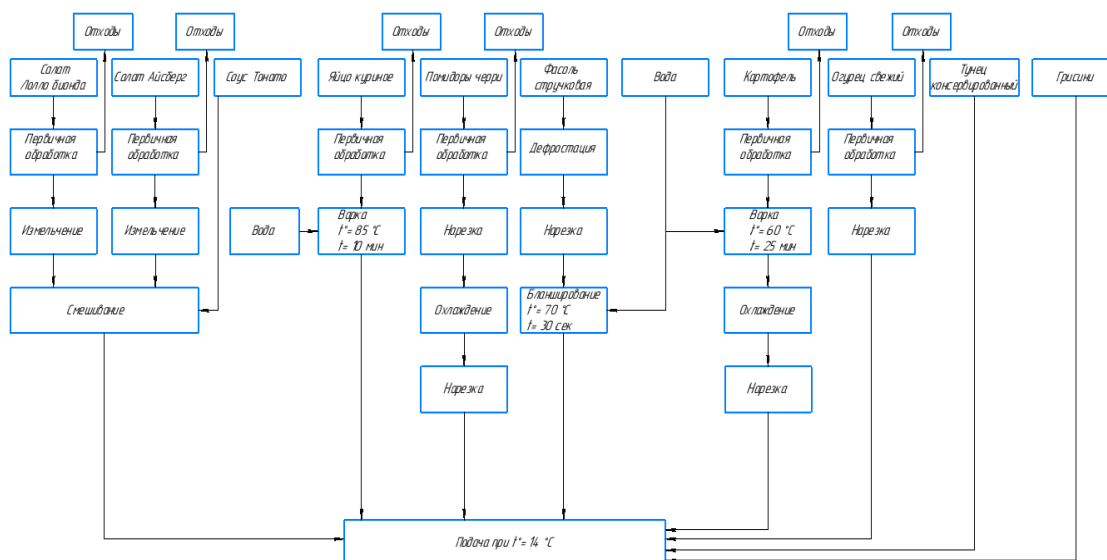 Отходы
Отходы
Отходы
Отходы
Отходы
Отходы
Салат
Лолло бионда
Салат Айсберг
Соус Тонато
Яйцо куриное
Помидоры черри
Фасоль
стручковая
Вода
Картофель
Огурец свежий
Тунец
консервированный
Грисини
Первичная
обработка
Первичная
обработка
Первичная
обработка
Первичная
обработка
Дефростация
Первичная
обработка
Первичная
обработка
Измельчение
Измельчение
Вода
Варка
t°= 85 °C
t= 10 мин
Нарезка
Нарезка
Варка
t°= 60 °C
t= 25 мин
Нарезка
Смешивание
Охлаждение
Бланширование
t°= 70 °C
t= 30 сек
Охлаждение
Нарезка
Нарезка
Подача при t°= 14 °C